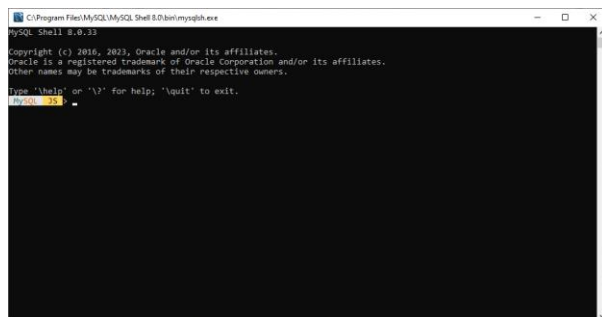 C:\Program Files\MySQL\MySQL Shell 8.0\bin\mysqlsh.exe
MySQL Shell 8.0.33
Copyright (c) 2016, 2023, Oracle and/or its affiliates.
Oracle is a registered trademark of Oracle Corporation and/or its affiliates.
Other names may be trademarks of their respective owners.
Type '\help' or '\?' for help; '\quit' to exit.
MySQL JS >